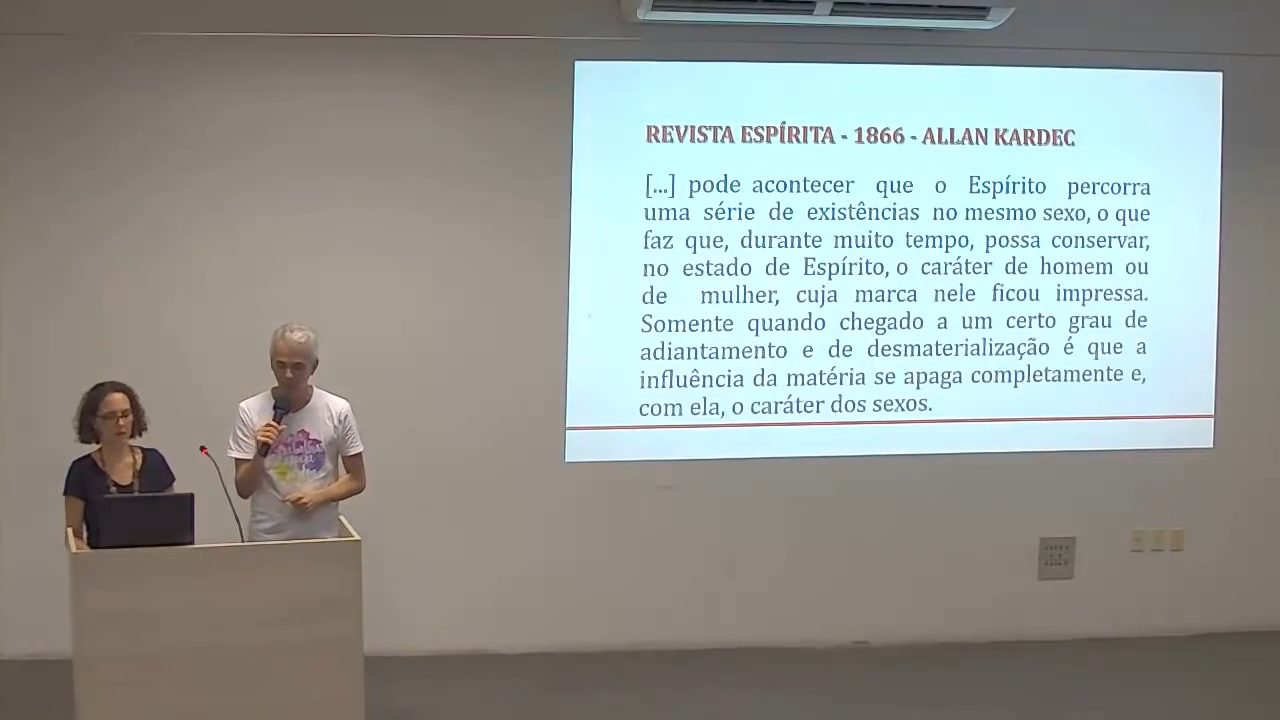 REVISTA ESPÍRITA - 1866 - ALLAN KARDEC
[...] pode acontecer que o Espírito percorra
uma série de existências no mesmo sexo, o que
faz que, durante muito tempo, possa conservar,
no estado de Espírito, o caráter de homem ou
de mulher, cuja marca nele ficou impressa.
Somente quando chegado a um certo grau de
adiantamento e de desmaterialização é que a
influência da matéria se apaga completamente e,
com ela, o caráter dos sexos.